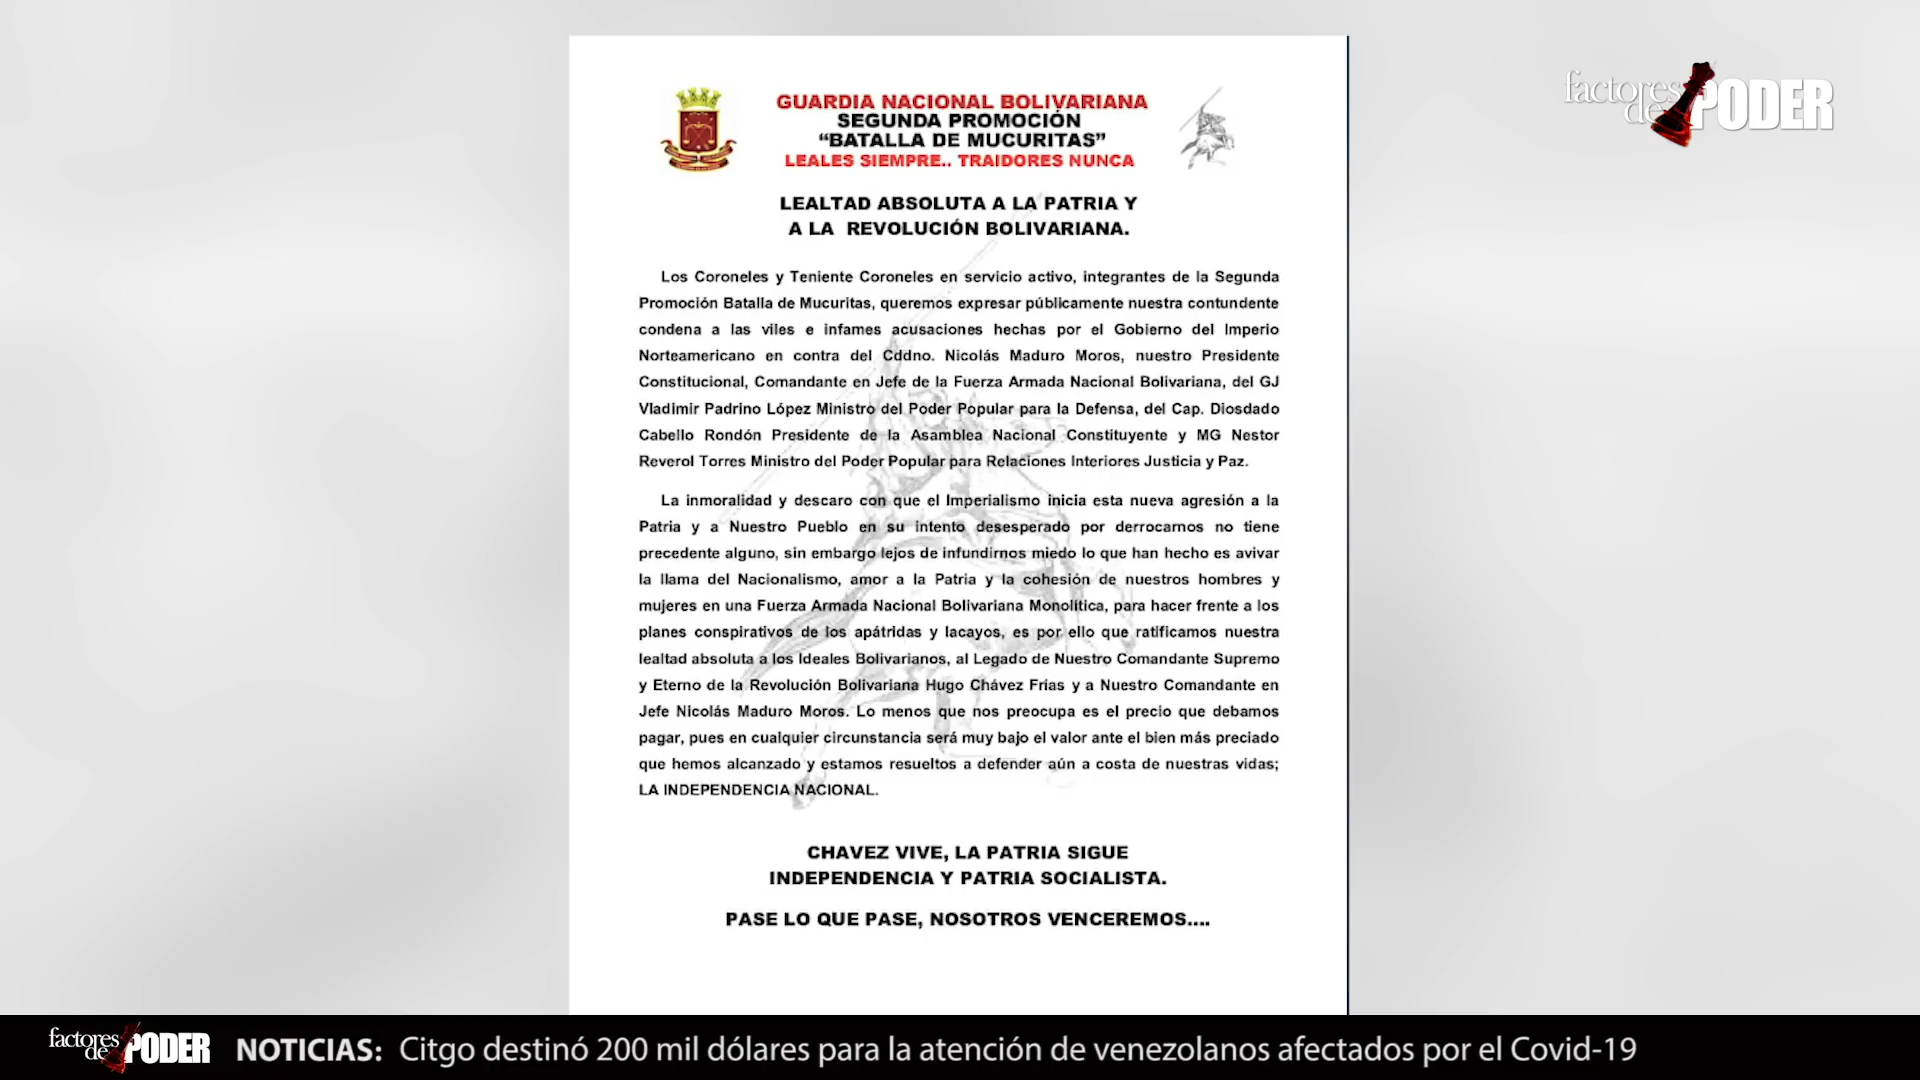 factores de PODER
GUARDIA NACIONAL BOLIVARIANA
SEGUNDA PROMOCIÓN
“BATALLA DE MUCURITAS”
LEALES SIEMPRE.. TRAIDORES NUNCA
LEALTAD ABSOLUTA A LA PATRIA Y
A LA REVOLUCIÓN BOLIVARIANA.
Los Coroneles y Teniente Coroneles en servicio activo, integrantes de la Segunda
Promoción Batalla de Mucuritas, queremos expresar públicamente nuestra contundente
condena a las viles e infames acusaciones hechas por el Gobierno del Imperio
Norteamericano en contra del Cddno. Nicolás Maduro Moros, nuestro Presidente
Constitucional, Comandante en Jefe de la Fuerza Armada Nacional Bolivariana, del GJ
Vladimir Padrino López Ministro del Poder Popular para la Defensa, del Cap. Diosdado
Cabello Rondón Presidente de la Asamblea Nacional Constituyente y MG Nestor
Reverol Torres Ministro del Poder Popular para Relaciones Interiores Justicia y Paz.
La inmoralidad y descaro con que el Imperialismo inicia esta nueva agresión a la
Patria y a Nuestro Pueblo en su intento desesperado por derrocarnos no tiene
precedente alguno, sin embargo lejos de infundirnos miedo lo que han hecho es avivar
la llama del Nacionalismo, amor a la Patria y la cohesión de nuestros hombres y
mujeres en una Fuerza Armada Nacional Bolivariana Monolítica, para hacer frente a los
planes conspirativos de los apátridas y lacayos, es por ello que ratificamos nuestra
lealtad absoluta a los Ideales Bolivarianos, al Legado de Nuestro Comandante Supremo
y Eterno de la Revolución Bolivariana Hugo Chávez Frías y a Nuestro Comandante en
Jefe Nicolás Maduro Moros. Lo menos que nos preocupa es el precio que debamos
pagar, pues en cualquier circunstancia será muy bajo el valor ante el bien más preciado
que hemos alcanzado y estamos resueltos a defender aún a costa de nuestras vidas;
LA INDEPENDENCIA NACIONAL.
CHAVEZ VIVE, LA PATRIA SIGUE
INDEPENDENCIA Y PATRIA SOCIALISTA.
PASE LO QUE PASE, NOSOTROS VENCEREMOS....
factores de PODER NOTICIAS: Citgo destinó 200 mil dólares para la atención de venezolanos afectados por el Covid-19